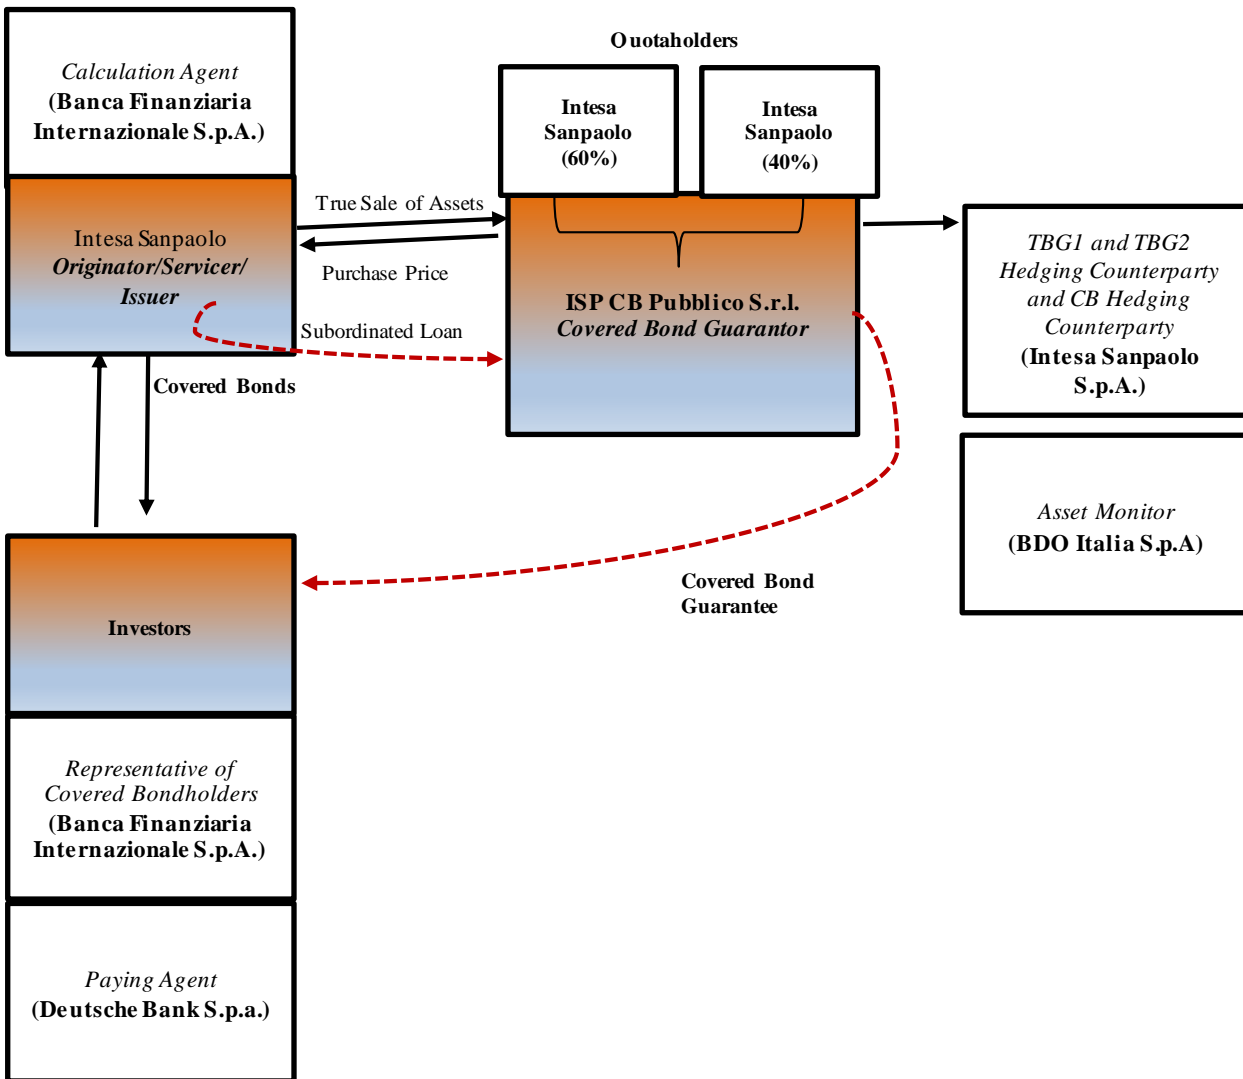 Quotaholders
Calculation Agent
(Banca Finanziaria
Internazionale S.p.A.)
Intesa
Sanpaolo
(60%)
Intesa
Sanpaolo
(40%)
Intesa Sanpaolo
Originator/Servicer/
Issuer
True Sale of Assets
Purchase Price
Subordinated Loan
ISP CB Pubblico S.r.l.
Covered Bond Guarantor
TBG1 and TBG2
Hedging Counterparty
and CB Hedging
Counterparty
(Intesa Sanpaolo
S.p.A.)
Covered Bonds
Asset Monitor
(BDO Italia S.p.A)
Covered Bond
Guarantee
Investors
Representative of
Covered Bondholders
(Banca Finanziaria
Internazionale S.p.A.)
Paying Agent
(Deutsche Bank S.p.a.)